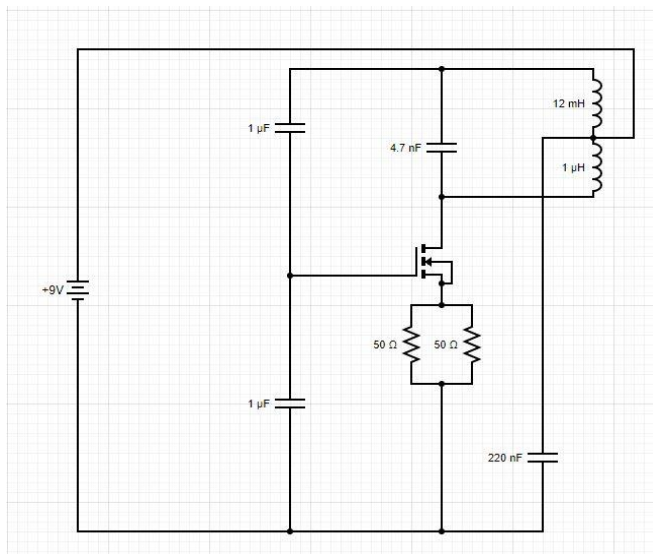 12 mH
1 µF
4.7 nF
1 µH
+9V
50 Ω
50 Ω
1 µF
220 nF